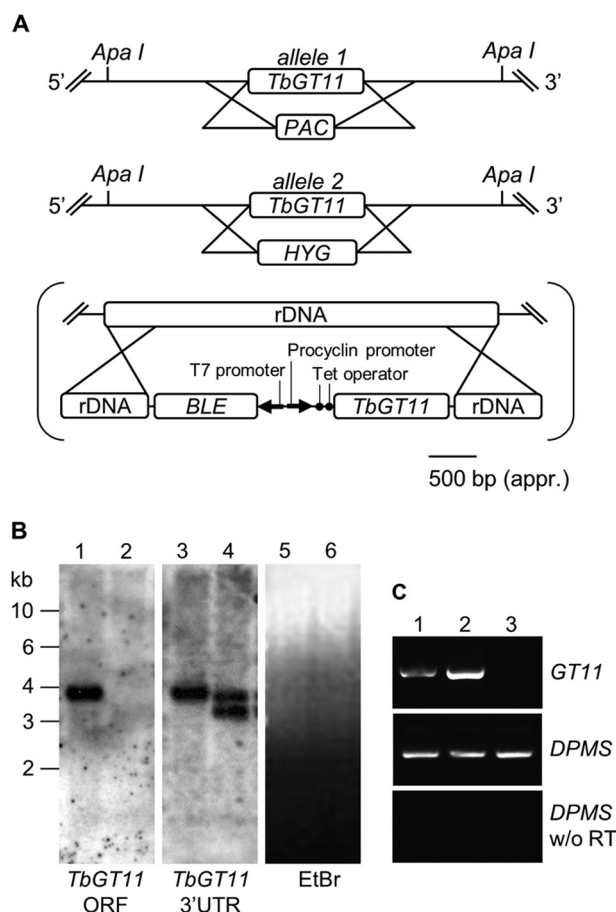 A
allele 1
Apa I
Apa I
5’
TbGT11
3’
PAC
allele 2
Apa I
Apa I
5’
TbGT11
3’
HYG
rDNA
Procyclin promoter
T7 promoter
Tet operator
rDNA
BLE
TbGT11
rDNA
500 bp (appr.)
B
1 2 3 4 5 6
kb
10
6
4
3
2
TbGT11
ORF
TbGT11
3’UTR
EtBr
C
1 2 3
GT11
DPMS
DPMS
w/o RT